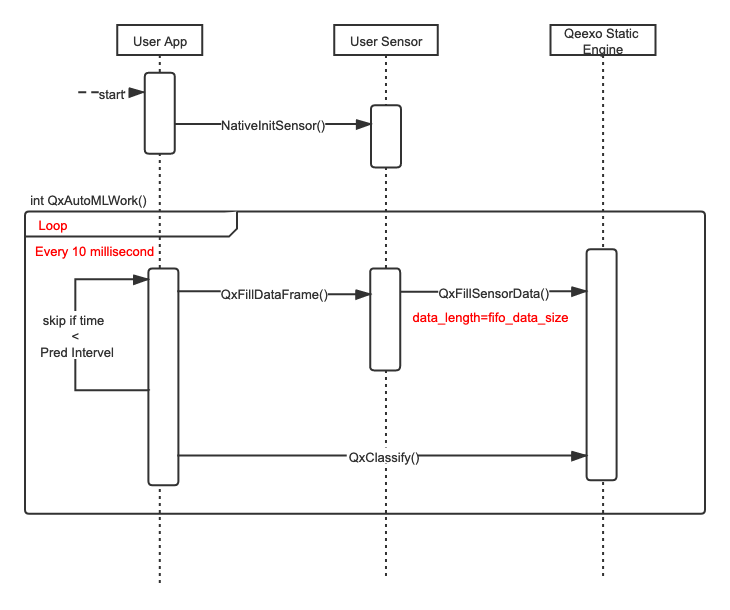 User App
User Sensor
Qeexo Static
Engine
start
NativeInitSensor()
int QxAutoMLWork()
Loop
Every 10 millisecond
QxFillDataFrame()
QxFillSensorData()
data_length=fifo_data_size
skip if time
<
Pred Intervel
QxClassify()